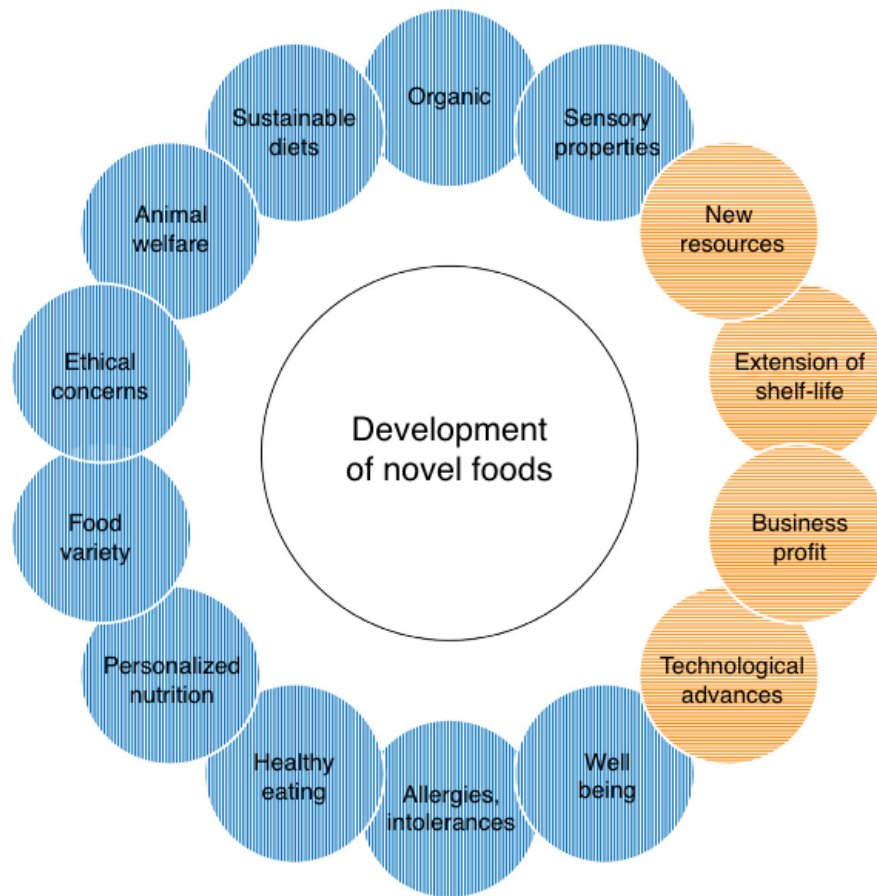 Organic
Sensory
properties
New
resources
Extension of
shelf-life
Business
profit
Technological
advances
Well
being
Allergies,
intolerances
Healthy
eating
Personalized
nutrition
Food
variety
Ethical
concerns
Animal
welfare
Sustainable
diets
Development
of novel foods